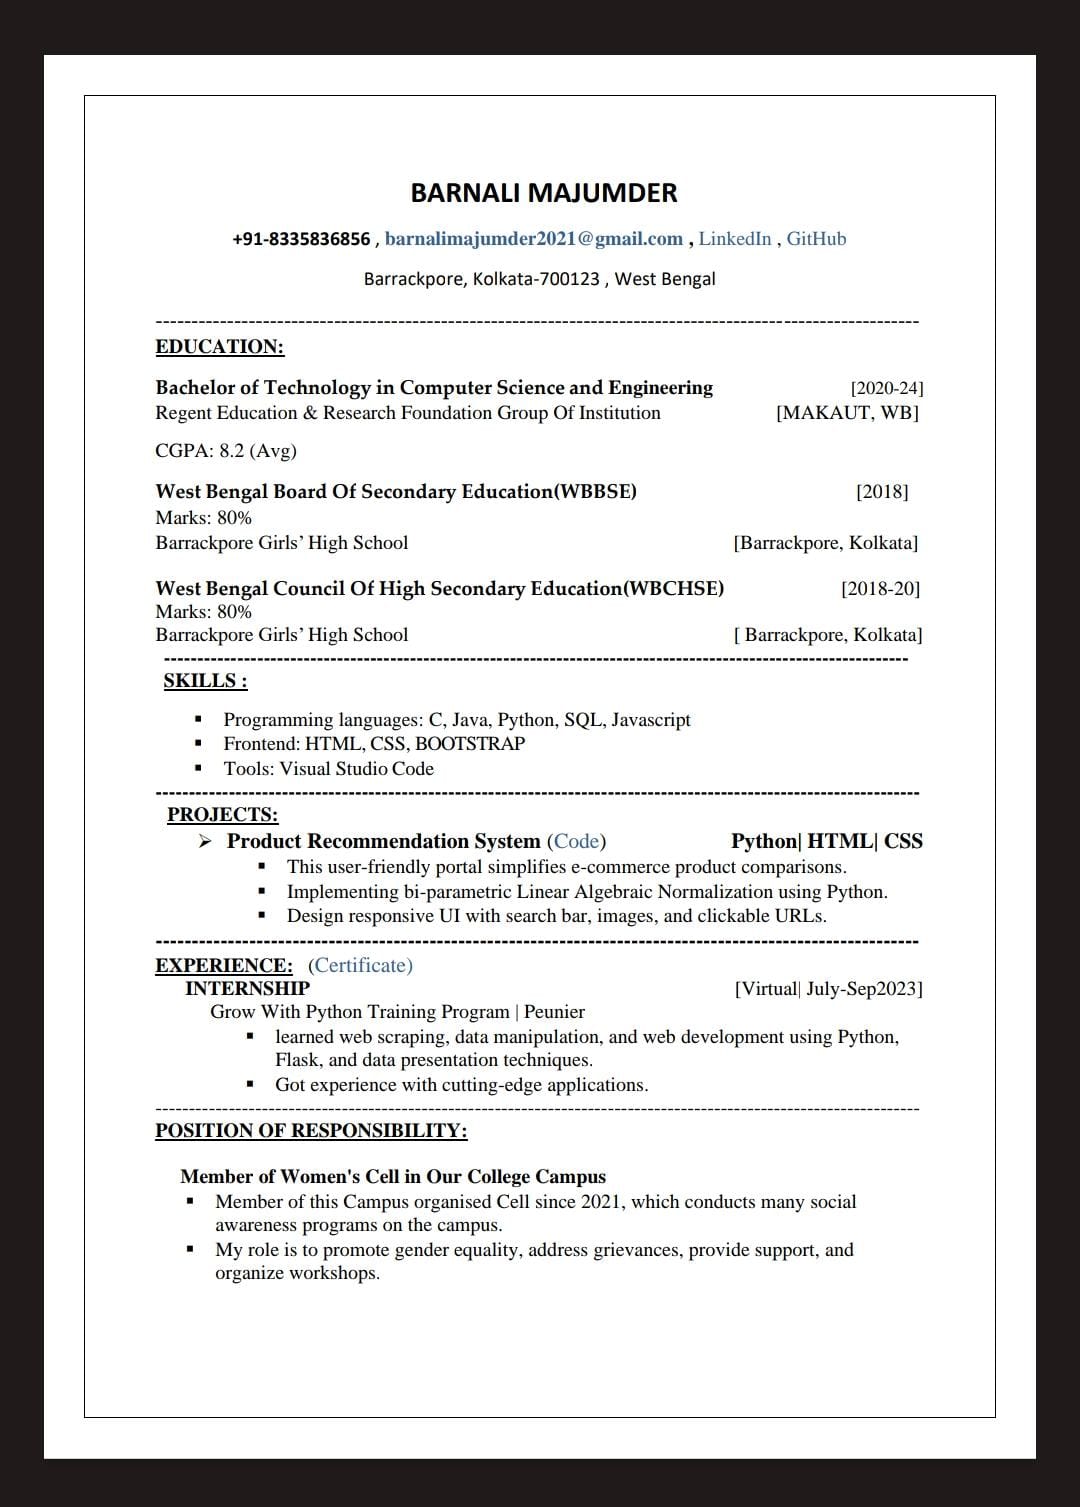 BARNALI MAJUMDER
+91-8335836856 , barnalimajumder2021@gmail.com , LinkedIn , GitHub
Barrackpore, Kolkata-700123 , West Bengal
EDUCATION:
Bachelor of Technology in Computer Science and Engineering [2020-24]
Regent Education & Research Foundation Group Of Institution [MAKAUT, WB]
CGPA: 8.2 (Avg)
West Bengal Board Of Secondary Education(WBBSE) [2018]
Marks: 80%
Barrackpore Girls’ High School [Barrackpore, Kolkata]
West Bengal Council Of High Secondary Education(WBCHSE) [2018-20]
Marks: 80%
Barrackpore Girls’ High School [ Barrackpore, Kolkata]
SKILLS :
▪ Programming languages: C, Java, Python, SQL, Javascript
▪ Frontend: HTML, CSS, BOOTSTRAP
▪ Tools: Visual Studio Code
PROJECTS:
➢ Product Recommendation System (Code) Python| HTML| CSS
▪ This user-friendly portal simplifies e-commerce product comparisons.
▪ Implementing bi-parametric Linear Algebraic Normalization using Python.
▪ Design responsive UI with search bar, images, and clickable URLs.
EXPERIENCE: (Certificate)
INTERNSHIP [Virtual| July-Sep2023]
Grow With Python Training Program | Peunier
▪ learned web scraping, data manipulation, and web development using Python,
Flask, and data presentation techniques.
▪ Got experience with cutting-edge applications.
POSITION OF RESPONSIBILITY:
Member of Women's Cell in Our College Campus
▪ Member of this Campus organised Cell since 2021, which conducts many social
awareness programs on the campus.
▪ My role is to promote gender equality, address grievances, provide support, and
organize workshops.